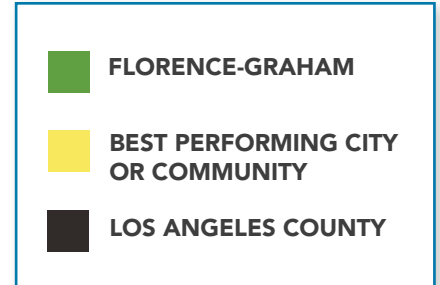 FLORENCE-GRAHAM
BEST PERFORMING CITY
OR COMMUNITY
LOS ANGELES COUNTY